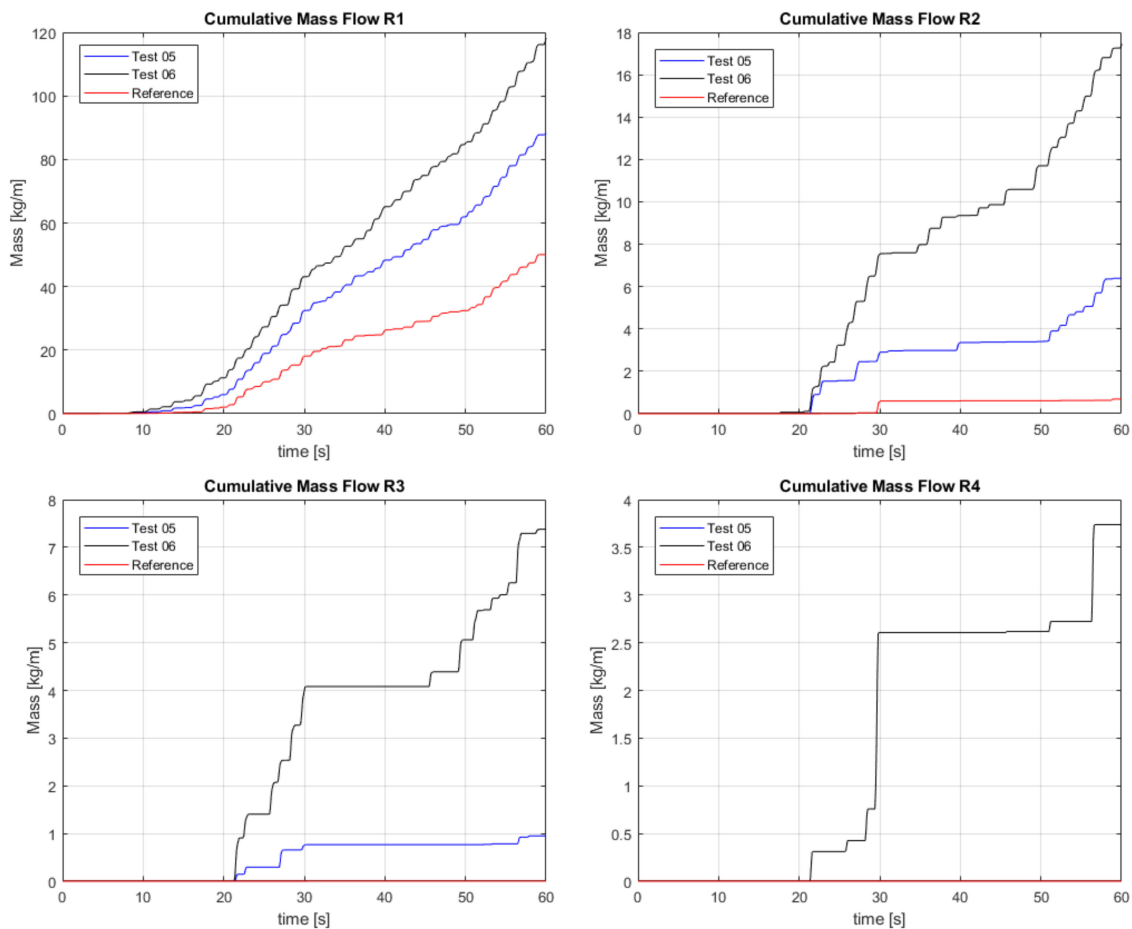 Cumulative Mass Flow R1
120
100
80
60
40
20
0
Mass [kg/m]
Test 05
Test 06
Reference
0 10 20 30 40 50 60
time [s]
Cumulative Mass Flow R2
18
16
14
12
10
8
6
4
2
0
Mass [kg/m]
Test 05
Test 06
Reference
0 10 20 30 40 50 60
time [s]
Cumulative Mass Flow R3
8
7
6
5
4
3
2
1
0
Mass [kg/m]
Test 05
Test 06
Reference
0 10 20 30 40 50 60
time [s]
Cumulative Mass Flow R4
4
3.5
3
2.5
2
1.5
1
0.5
0
Mass [kg/m]
Test 05
Test 06
Reference
0 10 20 30 40 50 60
time [s]